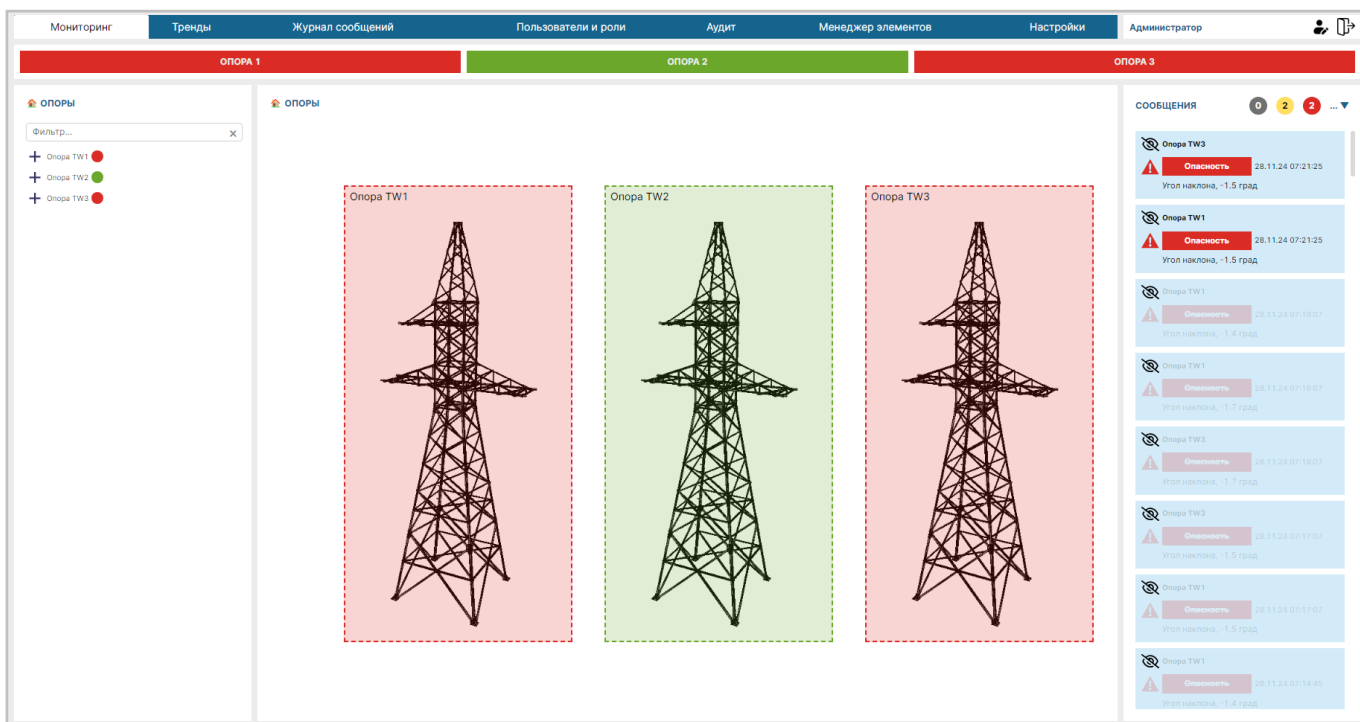 Мониторинг Тренды Журнал сообщений Пользователи и роли Аудит Менеджер элементов Настройки Администратор
ОПОРА 1 ОПОРА 2 ОПОРА 3
ОПОРЫ
Фильтр...
Опора TW1
Опора TW2
Опора TW3
ОПОРЫ
Опора TW1 Опора TW2 Опора TW3
СООБЩЕНИЯ 0 2 2 ...
Опора TW3
Опасность 28.11.24 07:21:25
Угол наклона, -1.5 град
Опора TW1
Опасность 28.11.24 07:21:25
Угол наклона, -1.5 град
Опора TW1
Опасность 28.11.24 07:19:07
Угол наклона, -1.4 град
Опора TW1
Опасность 28.11.24 07:18:07
Угол наклона, -1.7 град
Опора TW3
Опасность 28.11.24 07:18:07
Угол наклона, -1.7 град
Опора TW3
Опасность 28.11.24 07:17:07
Угол наклона, -1.5 град
Опора TW1
Опасность 28.11.24 07:17:07
Угол наклона, -1.5 град
Опора TW1
Опасность 28.11.24 07:14:45
Угол наклона, -1.4 град